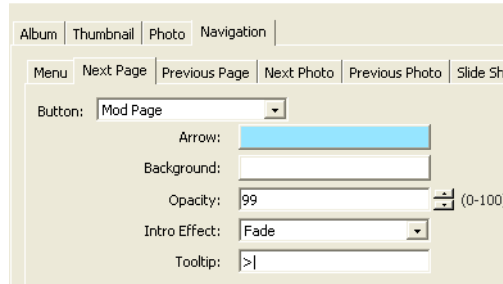 Album Thumbnail Photo Navigation
Menu Next Page Previous Page Next Photo Previous Photo Slide Sh
Button: Mod Page
Arrow:
Background:
Opacity: 99 (0-100)
Intro Effect: Fade
Tooltip: >